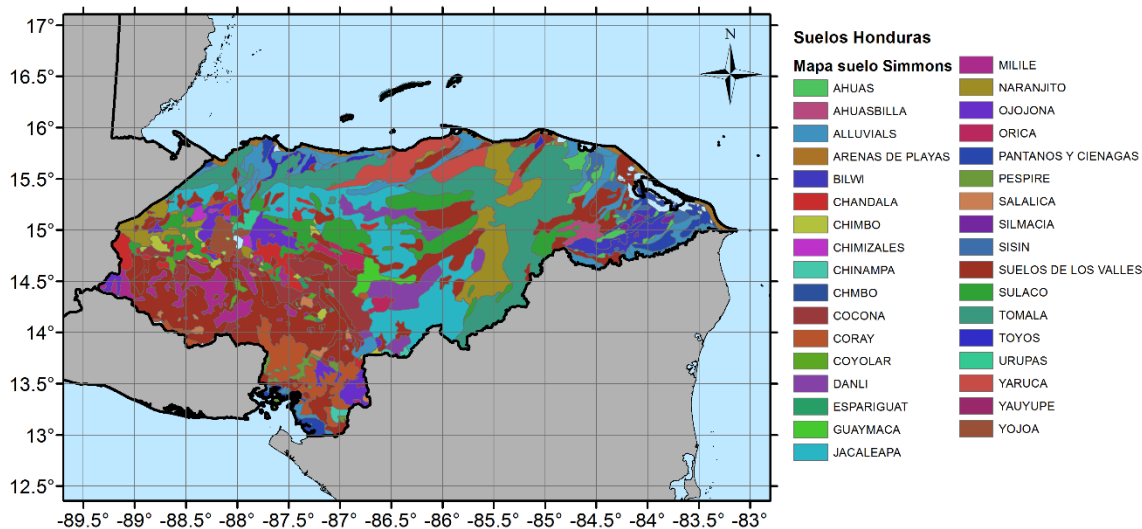 17°
16.5°
16°
15.5°
15°
14.5°
14°
13.5°
13°
12.5°
-89.5° -89° -88.5° -88° -87.5° -87° -86.5° -86° -85.5° -85° -84.5° -84° -83.5° -83°
N
Suelos Honduras
Mapa suelo Simmons
AHUAS
AHUASBILLA
ALLUVIALS
ARENAS DE PLAYAS
BILWI
CHANDALA
CHIMBO
CHIMIZALES
CHINAMPA
CHMBO
COCONA
CORAY
COYOLAR
DANLI
ESPARIGUAT
GUAYMACA
JACALEAPA
MILILE
NARANJITO
OJOJONA
ORICA
PANTANOS Y CIENAGAS
PESPIRE
SALALICA
SILMACIA
SISIN
SUELOS DE LOS VALLES
SULACO
TOMALA
TOYOS
URUPAS
YARUCA
YAUYUPE
YOJOA